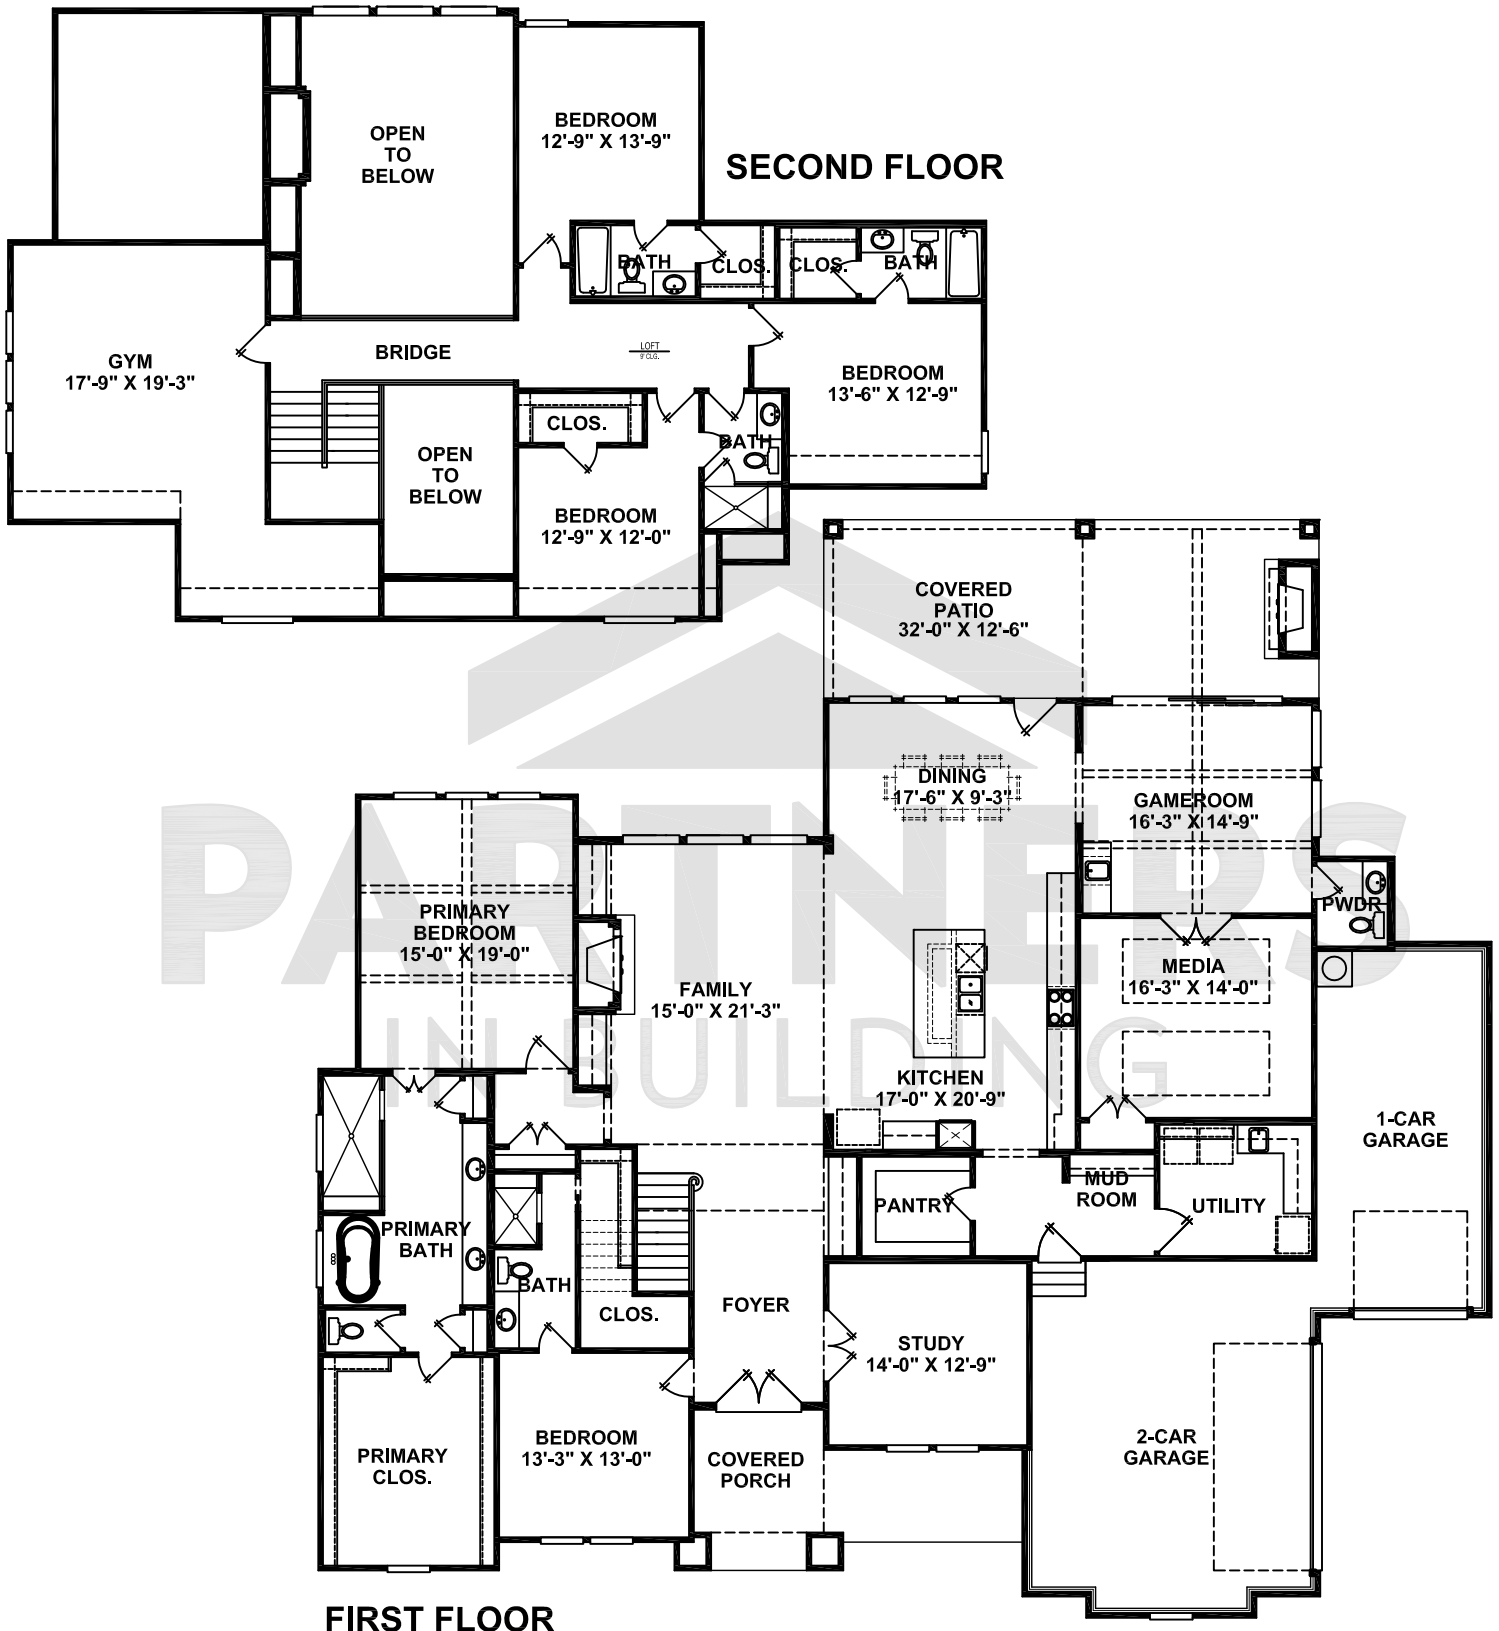 OPEN
TO
BELOW
BEDROOM
12'-9" X 13'-9"
SECOND FLOOR
BATH
CLOS.
CLOS.
BATH
GYM
17'-9" X 19'-3"
BRIDGE
LOFT
9' CLG.
BEDROOM
13'-6" X 12'-9"
CLOS.
BATH
OPEN
TO
BELOW
BEDROOM
12'-9" X 12'-0"
COVERED
PATIO
32'-0" X 12'-6"
DINING
17'-6" X 9'-3"
GAMEROOM
16'-3" X 14'-9"
PARTNERS
IN BUILDING
PRIMARY
BEDROOM
15'-0" X 19'-0"
PWDR
FAMILY
15'-0" X 21'-3"
MEDIA
16'-3" X 14'-0"
KITCHEN
17'-0" X 20'-9"
1-CAR
GARAGE
PANTRY
MUD
ROOM
UTILITY
PRIMARY
BATH
BATH
CLOS.
FOYER
STUDY
14'-0" X 12'-9"
PRIMARY
CLOS.
BEDROOM
13'-3" X 13'-0"
COVERED
PORCH
2-CAR
GARAGE
FIRST FLOOR